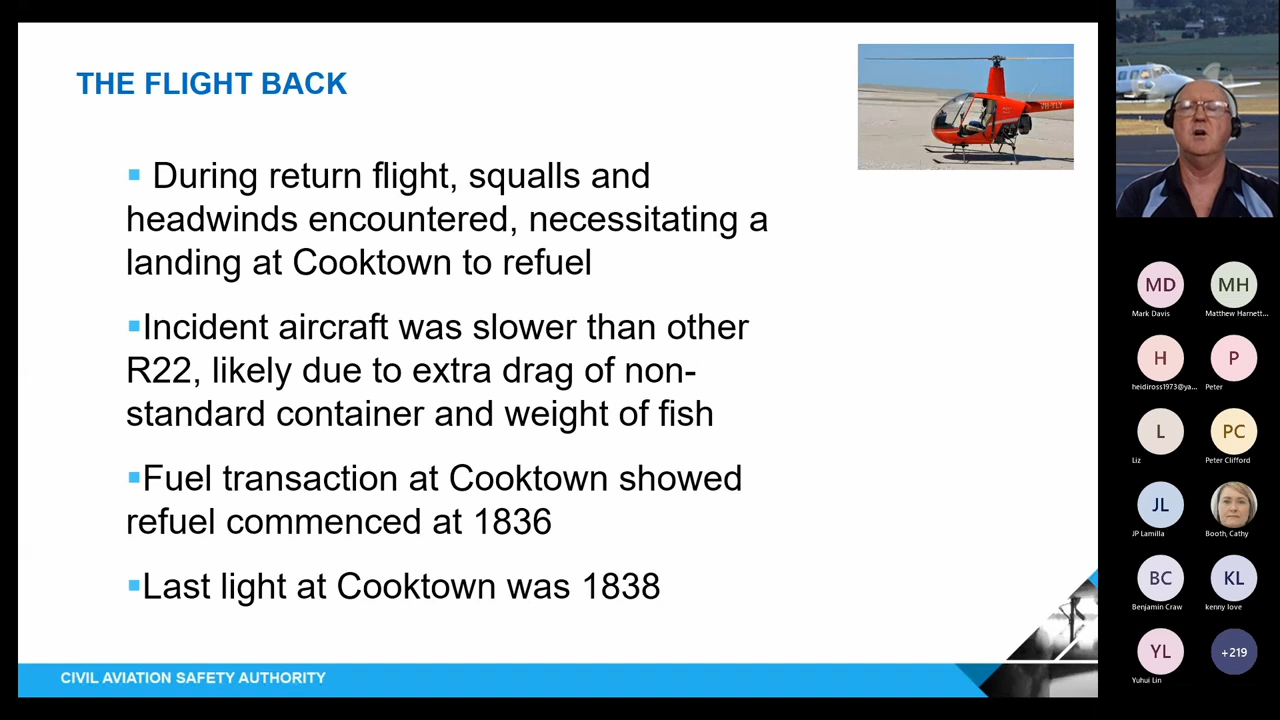 THE FLIGHT BACK
▪ During return flight, squalls and
headwinds encountered, necessitating a
landing at Cooktown to refuel
▪Incident aircraft was slower than other
R22, likely due to extra drag of non-
standard container and weight of fish
▪Fuel transaction at Cooktown showed
refuel commenced at 1836
▪Last light at Cooktown was 1838
CIVIL AVIATION SAFETY AUTHORITY
MD
MH
Mark Davis
Matthew Harnett...
H
P
heidiross1973@ya...
Peter
L
PC
Liz
Peter Clifford
JL
JP Lamilla
Booth, Cathy
BC
KL
Benjamin Craw
kenny love
YL
+219
Yuhui Lin